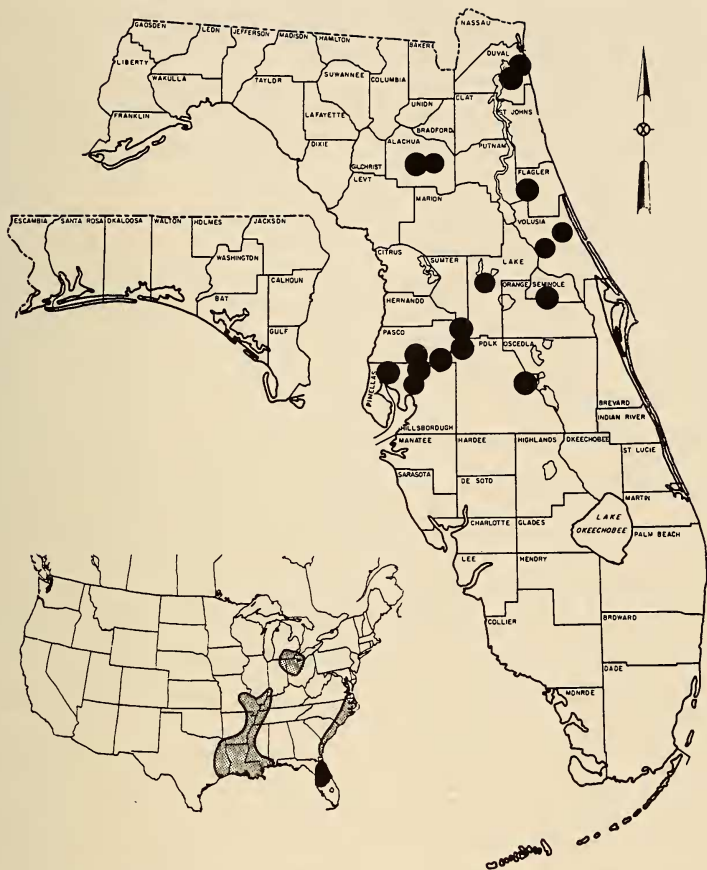 NASSAU
GADSDEN
LEON
JEFFERSON
MADISON
HAMILTON
BAKER
DUVAL
LIBERTY
WAKULLA
TAYLOR
SUWANNEE
COLUMBIA
UNION
CLAY
ST JOHNS
FRANKLIN
LAFAYETTE
BRADFORD
DIXIE
ALACHUA
PUTNAM
GILCHRIST
FLAGLER
LEVY
MARION
VOLUSIA
ESCAMBIA
SANTA ROSA
OKALOOSA
WALTON
HOLMES
JACKSON
WASHINGTON
CALHOUN
BAY
GULF
CITRUS
SUMTER
LAKE
ORANGE
SEMINOLE
HERNANDO
PASCO
POLK
OSCEOLA
PINELLAS
HILLSBOROUGH
BREVARD
INDIAN RIVER
MANATEE
HARDEE
HIGHLANDS
OKEECHOBEE
ST LUCIE
SARASOTA
DE SOTO
MARTIN
CHARLOTTE
GLADES
LAKE
OKEECHOBEE
PALM BEACH
LEE
HENDRY
COLLIER
BROWARD
DADE
MONROE